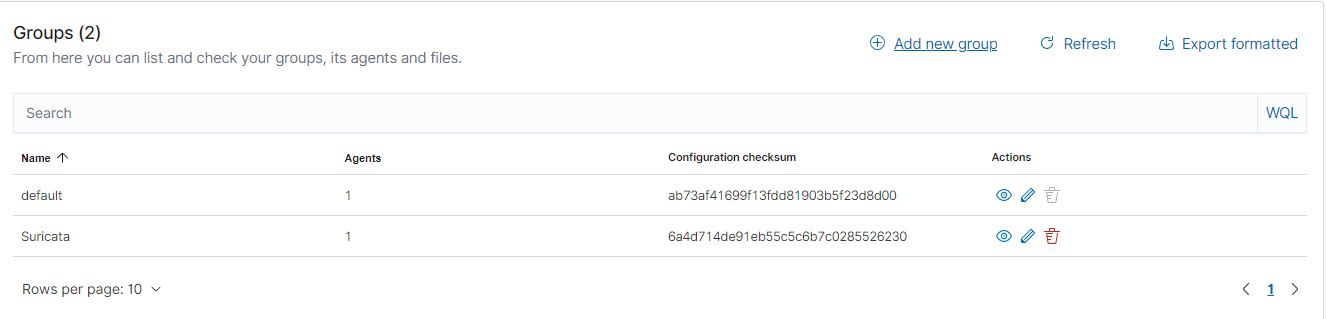 Groups (2)
From here you can list and check your groups, its agents and files.
Add new group Refresh Export formatted
Search WQL
Name Agents Configuration checksum Actions
default 1 ab73af41699f13fdd81903b5f23d8d00
Suricata 1 6a4d714de91eb55c5c6b7c0285526230
Rows per page: 10 1